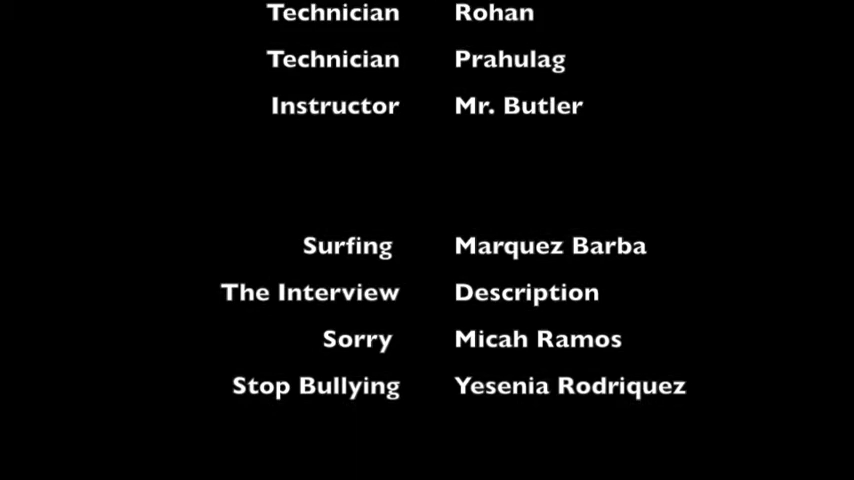 Technician Rohan
Technician Prahulag
Instructor Mr. Butler
Surfing Marquez Barba
The Interview Description
Sorry Micah Ramos
Stop Bullying Yesenia Rodriquez